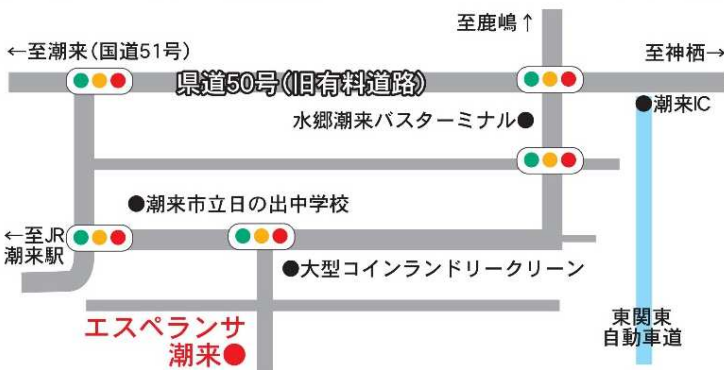 至鹿嶋↑
←至潮来(国道51号)
至神栖→
県道50号(旧有料道路)
●潮来IC
水郷潮来バスターミナル●
●潮来市立日の出中学校
←至JR
潮来駅
●大型コインランドリークリーン
エスペランサ
潮来●
東関東
自動車道